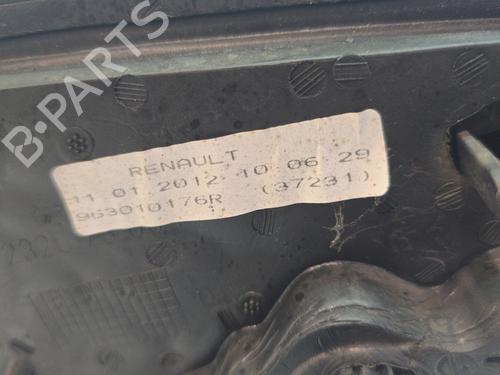 B-PARTS
RENAULT
11 01 2012 10 06 29
963010176R (37231)